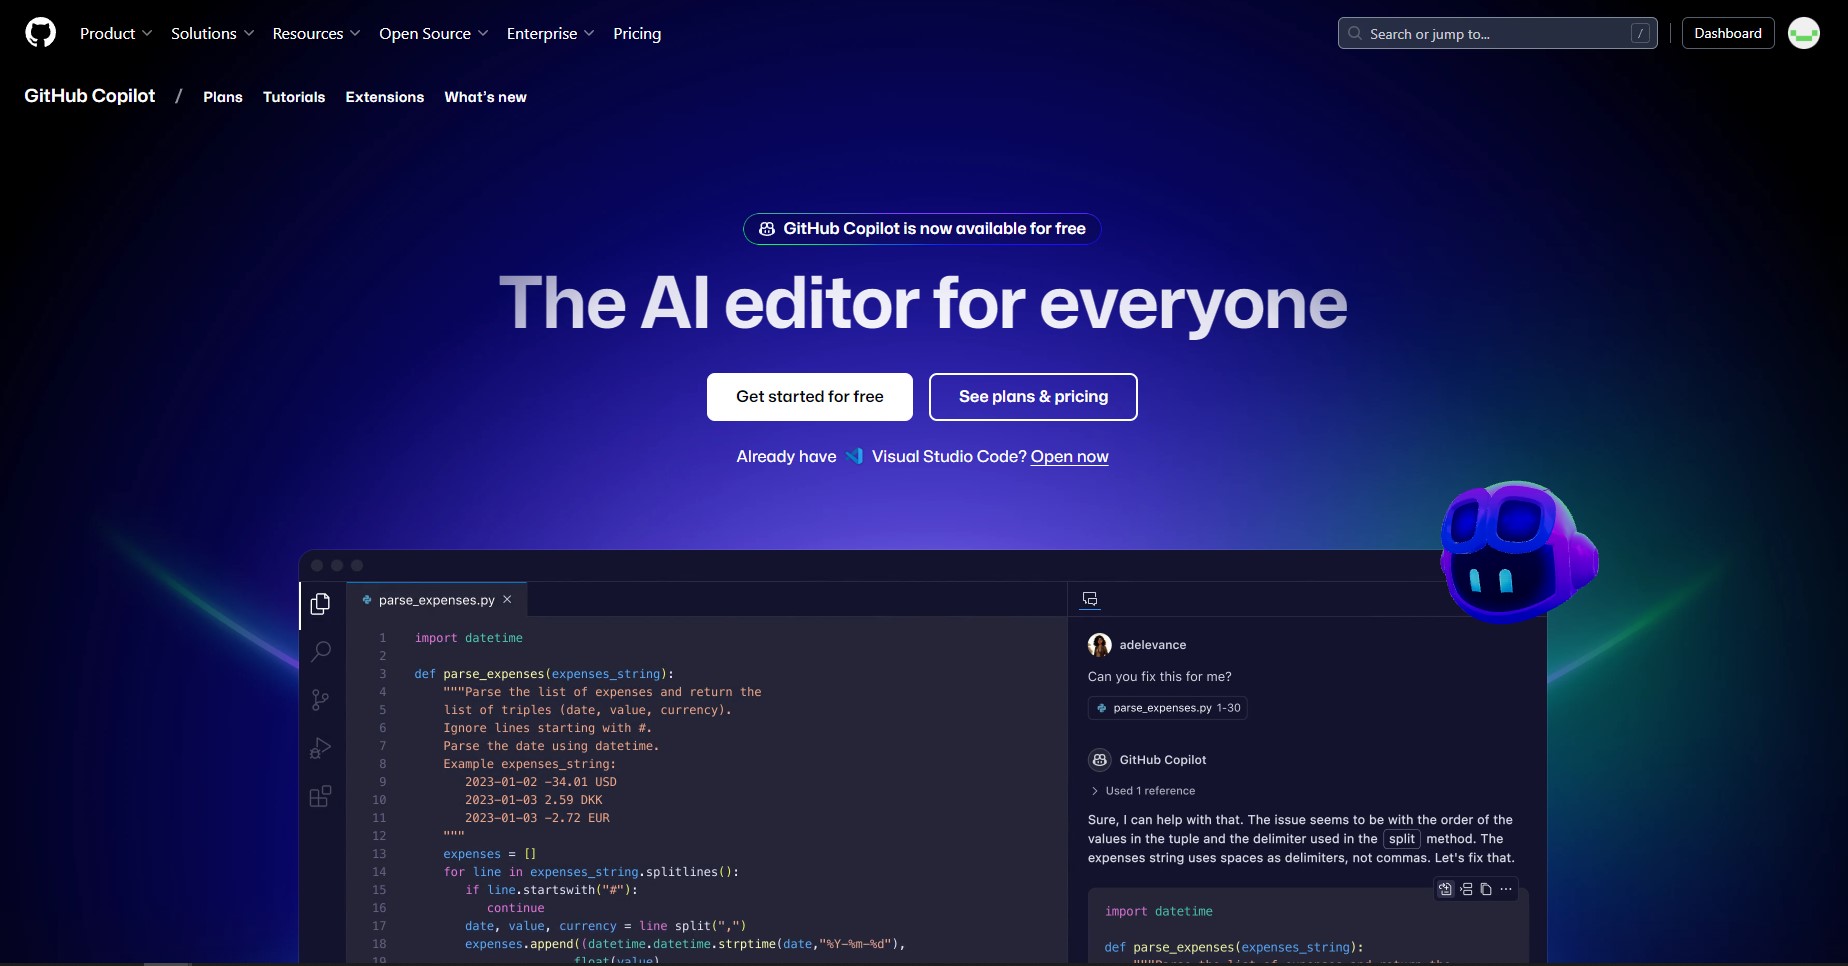 Product Solutions Resources Open Source Enterprise Pricing Search or jump to... / Dashboard
GitHub Copilot / Plans Tutorials Extensions What's new
GitHub Copilot is now available for free
The AI editor for everyone
Get started for free See plans & pricing
Already have Visual Studio Code? Open now
parse_expenses.py ×
1 import datetime
2
3 def parse_expenses(expenses_string):
4 """Parse the list of expenses and return the
5 list of triples (date, value, currency).
6 Ignore lines starting with #.
7 Parse the date using datetime.
8 Example expenses_string:
9 2023-01-02 -34.01 USD
10 2023-01-03 2.59 DKK
11 2023-01-03 -2.72 EUR
12 """
13 expenses = []
14 for line in expenses_string.splitlines():
15 if line.startswith("#"):
16 continue
17 date, value, currency = line split(",")
18 expenses.append((datetime.datetime.strptime(date,"%Y-%m-%d"),
19 float(value)
adelevance
Can you fix this for me?
parse_expenses.py 1-30
GitHub Copilot
Used 1 reference
Sure, I can help with that. The issue seems to be with the order of the
values in the tuple and the delimiter used in the split method. The
expenses string uses spaces as delimiters, not commas. Let's fix that.
import datetime
def parse_expenses(expenses_string):
"""Parse the list of expenses and return the